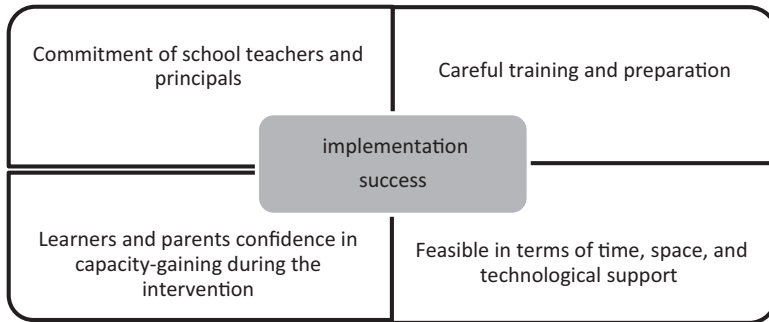 Commitment of school teachers and
principals
Careful training and preparation
implementation
success
Learners and parents confidence in
capacity-gaining during the
intervention
Feasible in terms of time, space, and
technological support